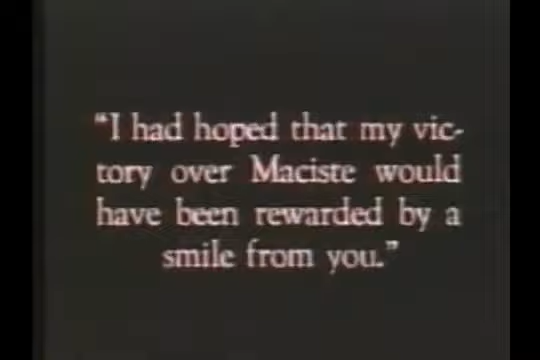 "I had hoped that my vic-
tory over Maciste would
have been rewarded by a
smile from you."